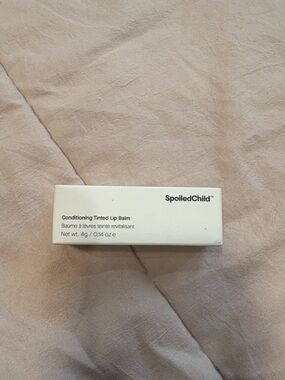 SpoiledChild™
Conditioning Tinted Lip Balm
Baume à lèvres teinté revitalisant
Net wt. 4g / 0.14 oz e